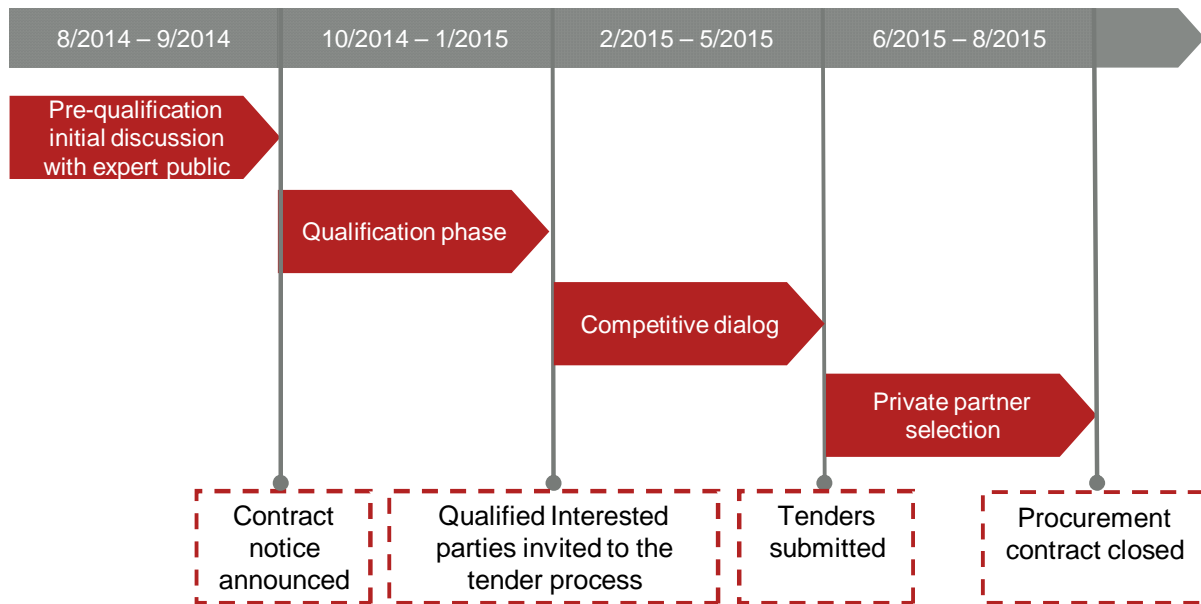 8/2014 – 9/2014
10/2014 – 1/2015
2/2015 – 5/2015
6/2015 – 8/2015
Pre-qualification
initial discussion
with expert public
Qualification phase
Competitive dialog
Private partner
selection
Contract
notice
announced
Qualified Interested
parties invited to the
tender process
Tenders
submitted
Procurement
contract closed